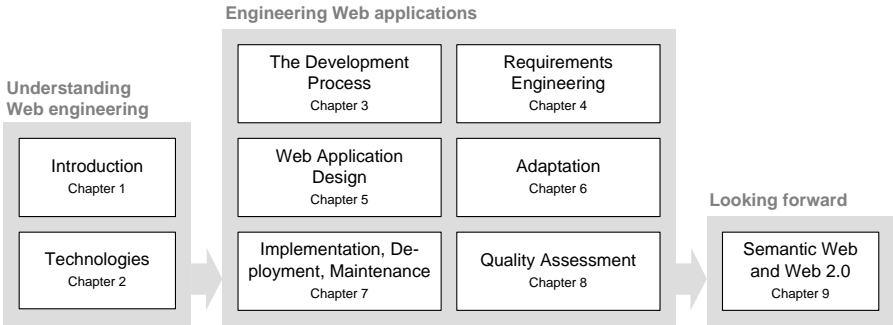 Understanding
Web engineering
Introduction
Chapter 1
Technologies
Chapter 2
Engineering Web applications
The Development
Process
Chapter 3
Requirements
Engineering
Chapter 4
Web Application
Design
Chapter 5
Adaptation
Chapter 6
Implementation, De-
ployment, Maintenance
Chapter 7
Quality Assessment
Chapter 8
Looking forward
Semantic Web
and Web 2.0
Chapter 9